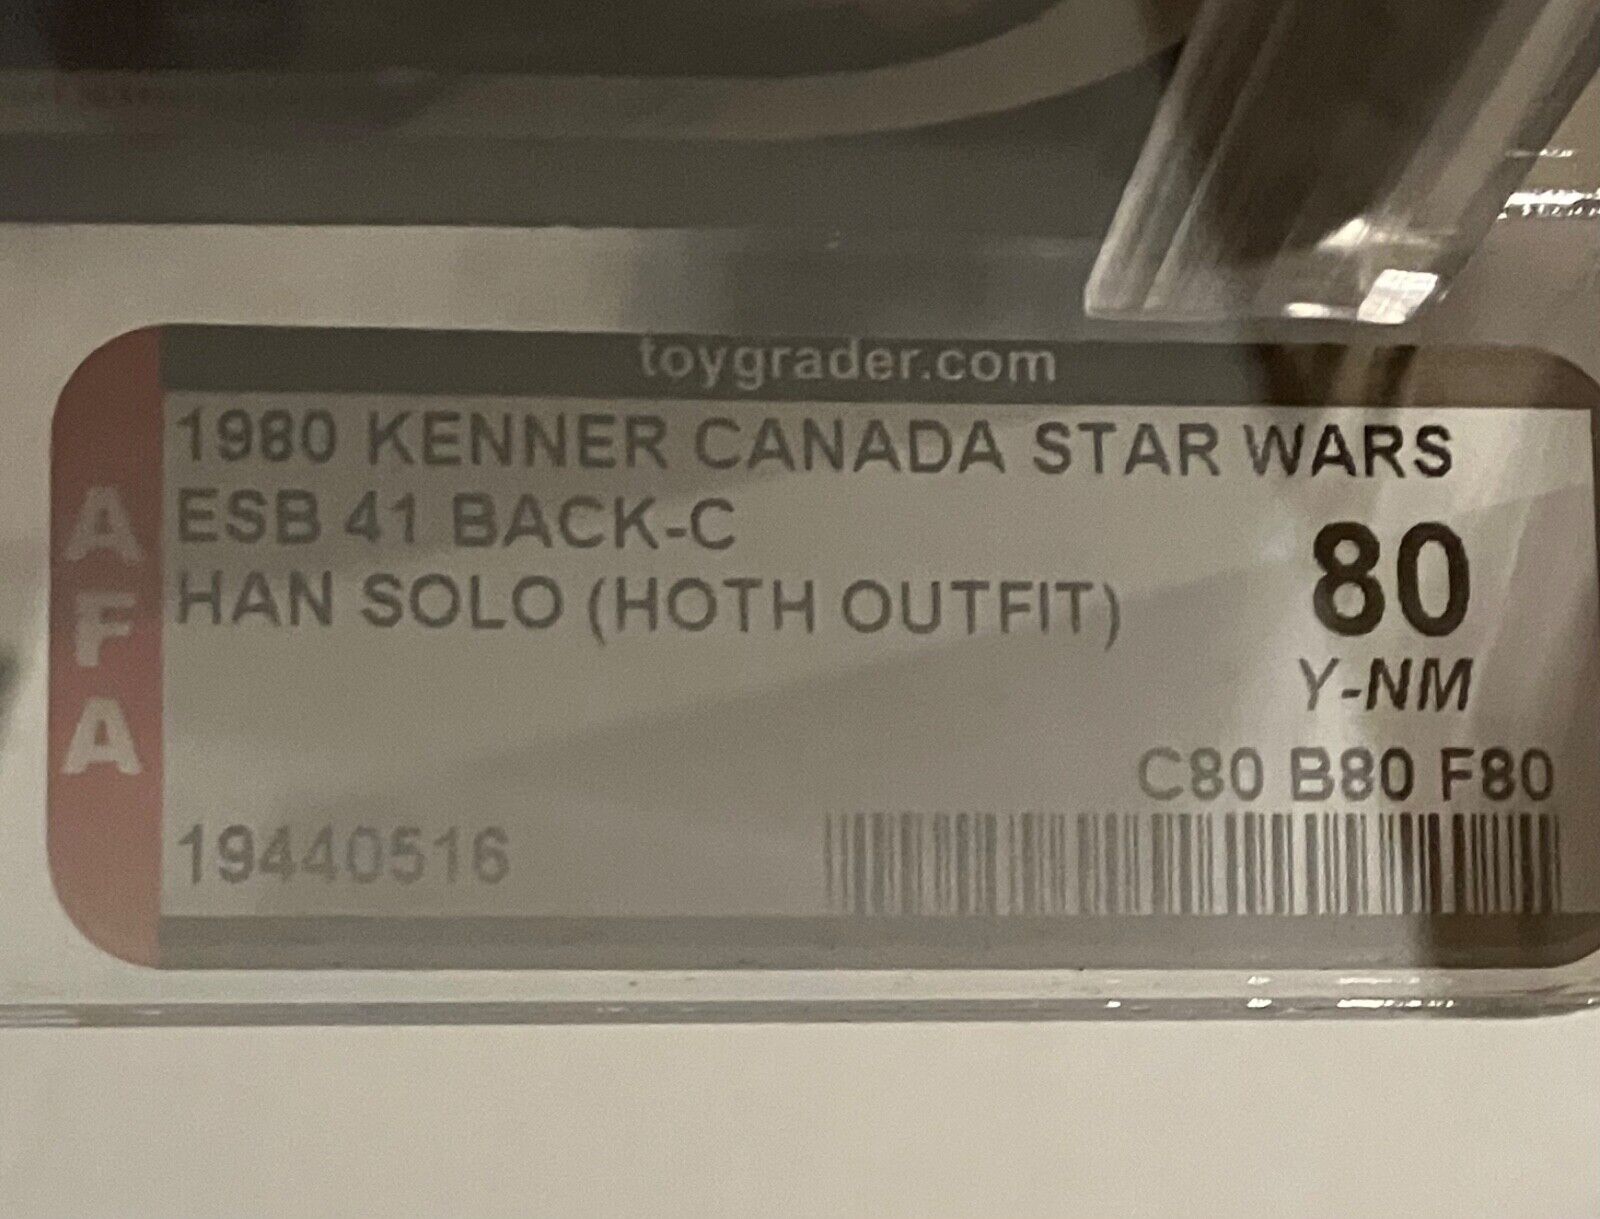 toygrader.com
AFA
1980 KENNER CANADA STAR WARS
ESB 41 BACK-C
HAN SOLO (HOTH OUTFIT)
80
Y-NM
C80 B80 F80
19440516